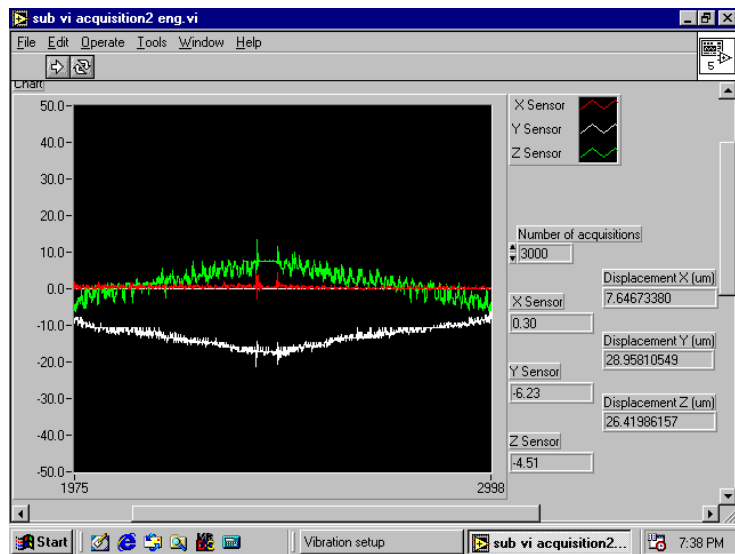 sub vi acquisition2 eng.vi
File Edit Operate Tools Window Help
5
Chart
50.0
40.0
30.0
20.0
10.0
0.0
-10.0
-20.0
-30.0
-40.0
-50.0
1975 2998
X Sensor
Y Sensor
Z Sensor
Number of acquisitions
3000
Displacement X (um)
7.64673380
X Sensor
0.30
Displacement Y (um)
28.95810549
Y Sensor
-6.23
Displacement Z (um)
26.41986157
Z Sensor
-4.51
Start Vibration setup sub vi acquisition2... 7:38 PM